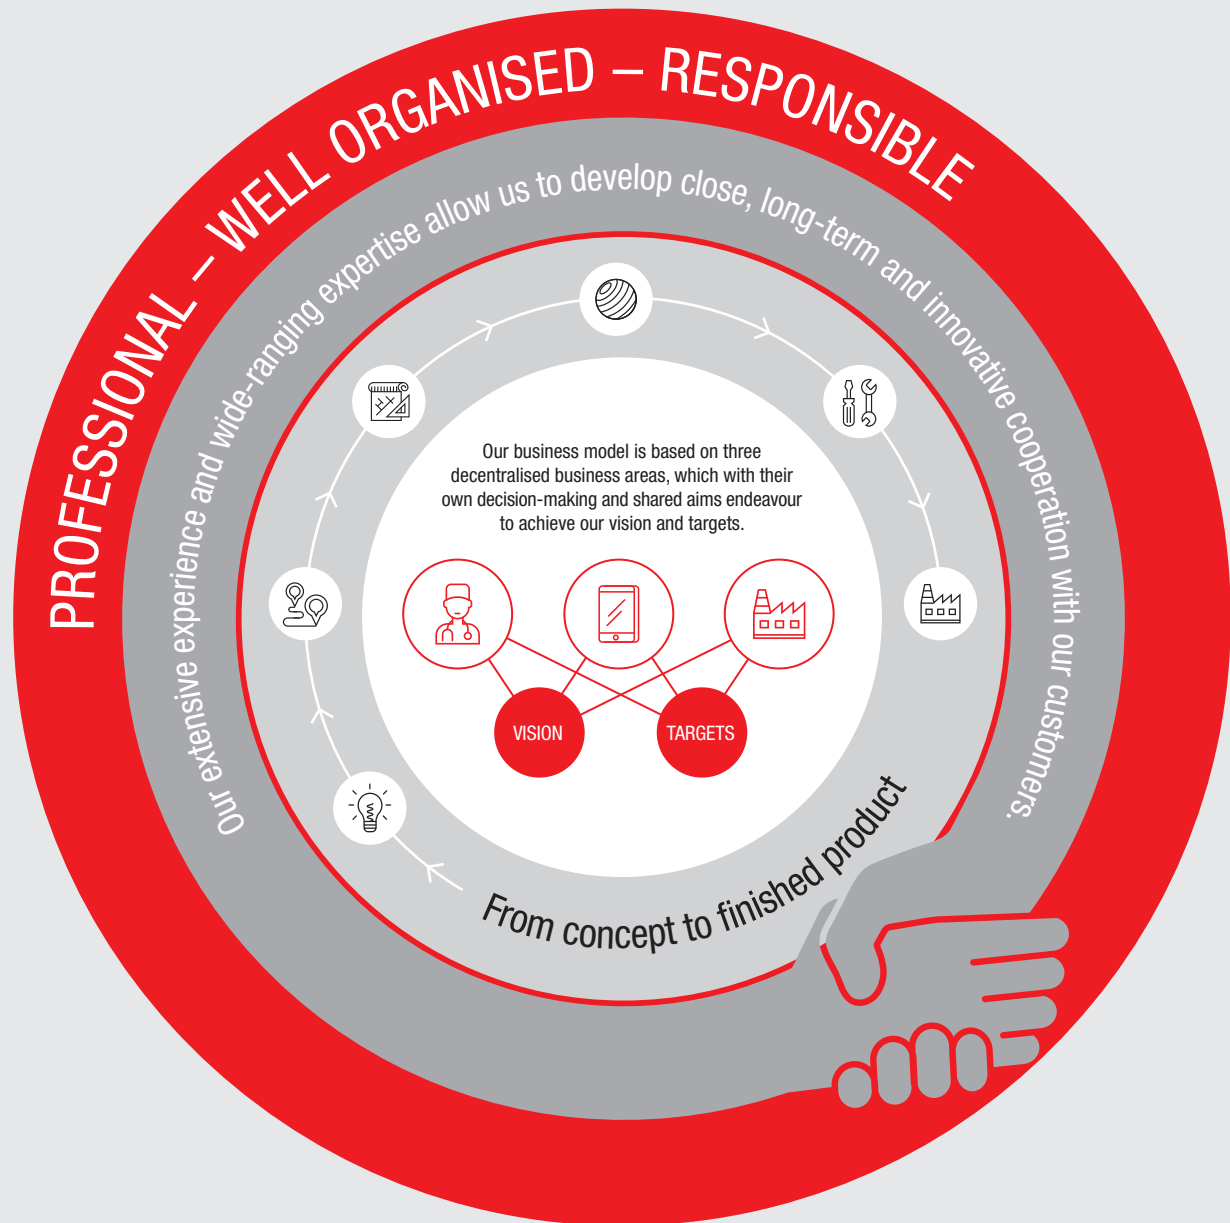 PROFESSIONAL – WELL ORGANISED – RESPONSIBLE
Our extensive experience and wide-ranging expertise allow us to develop close, long-term and innovative cooperation with our customers.
Our business model is based on three
decentralised business areas, which with their
own decision-making and shared aims endeavour
to achieve our vision and targets.
VISION
TARGETS
From concept to finished product